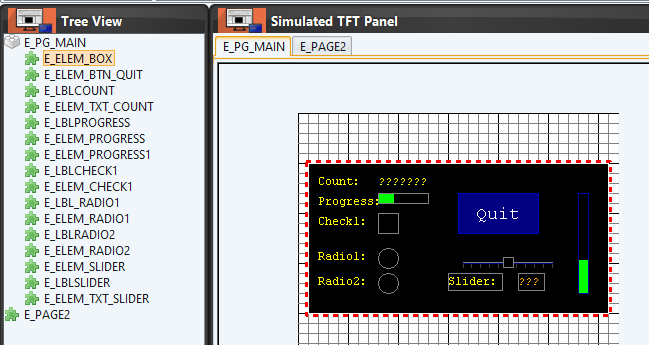 Tree View
E_PG_MAIN
E_ELEM_BOX
E_ELEM_BTN_QUIT
E_LBLCOUNT
E_ELEM_TXT_COUNT
E_LBLPROGRESS
E_ELEM_PROGRESS
E_ELEM_PROGRESS1
E_LBLCHECK1
E_ELEM_CHECK1
E_LBL_RADIO1
E_ELEM_RADIO1
E_LBLRADIO2
E_ELEM_RADIO2
E_ELEM_SLIDER
E_LBLSLIDER
E_ELEM_TXT_SLIDER
E_PAGE2
Simulated TFT Panel
E_PG_MAIN E_PAGE2
Count: ???????
Progress:
Check1:
Quit
Radio1:
Radio2:
Slider: ???